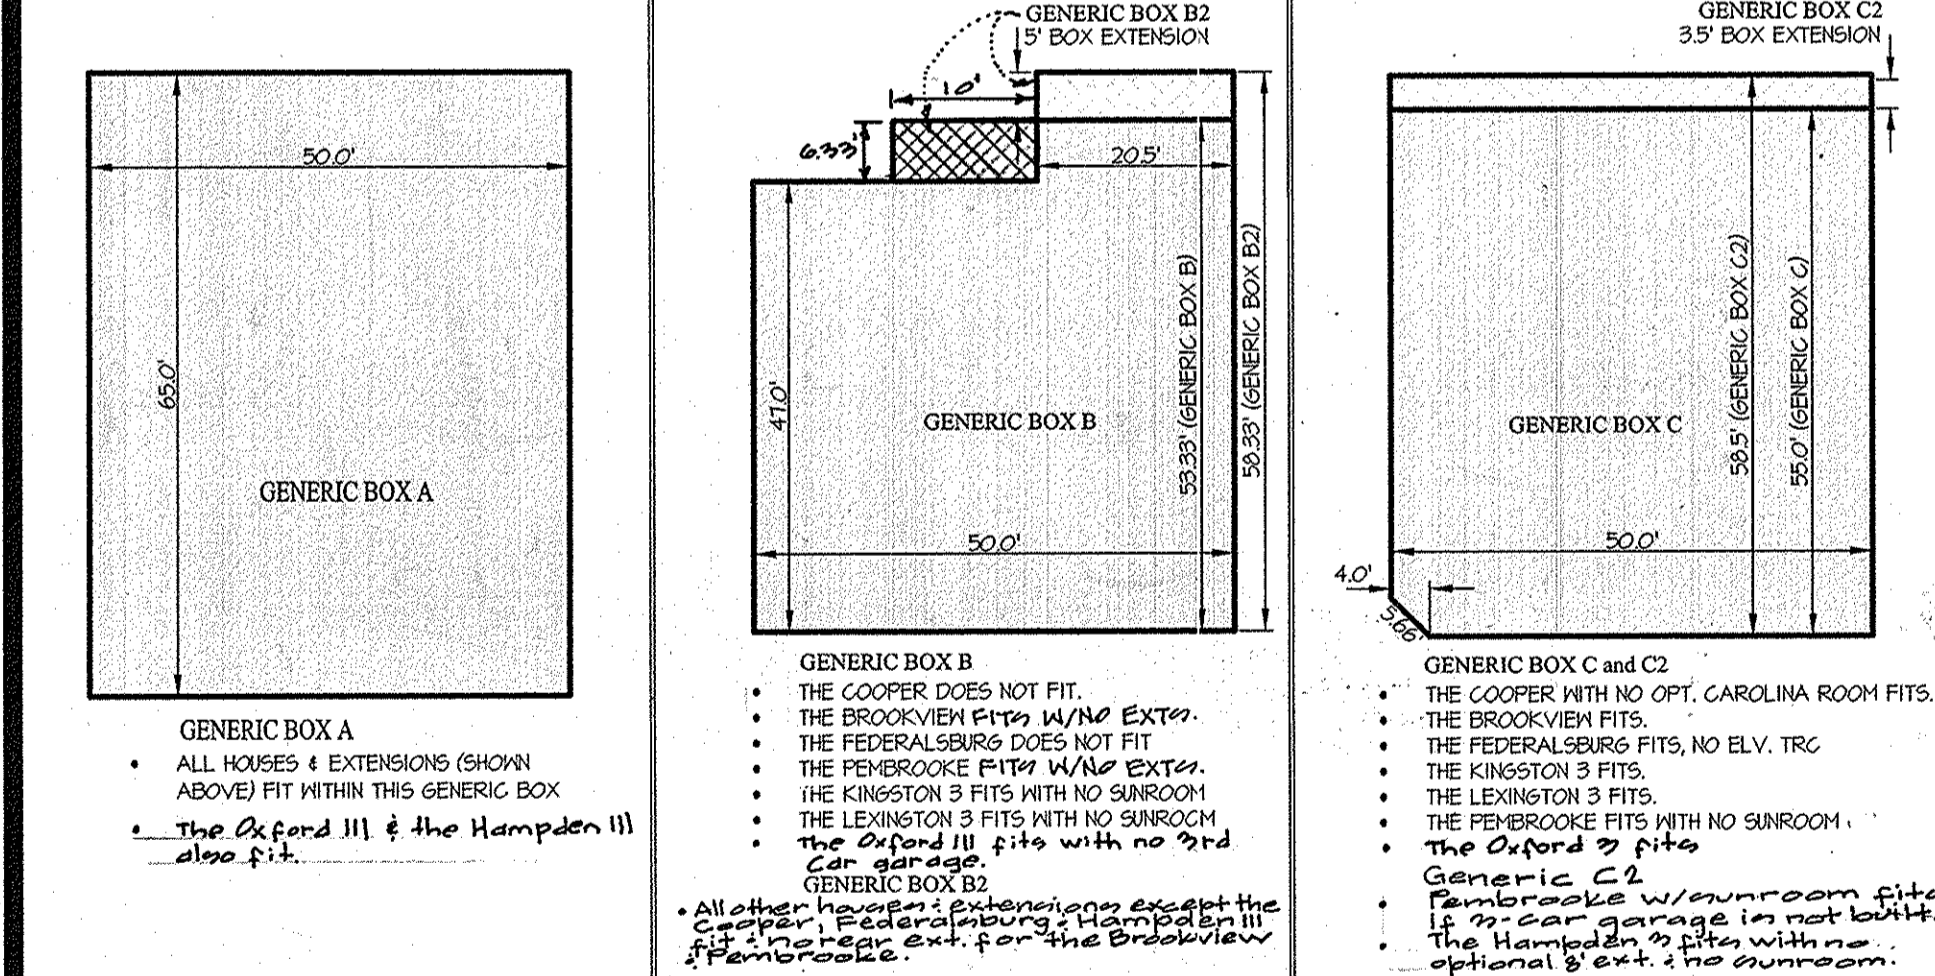 50.0'
65.0'
GENERIC BOX A
GENERIC BOX A
• ALL HOUSES & EXTENSIONS (SHOWN
ABOVE) FIT WITHIN THIS GENERIC BOX
• The Oxford III & the Hampden III
also fit.
GENERIC BOX B2
5' BOX EXTENSION
10'
6.33'
20.5'
47.0'
GENERIC BOX B
53.33' (GENERIC BOX B)
58.33' (GENERIC BOX B2)
50.0'
GENERIC BOX B
• THE COOPER DOES NOT FIT.
• THE BROOKVIEW FITS W/NO EXTS.
• THE FEDERALSBURG DOES NOT FIT
• THE PEMBROOKE FITS W/NO EXTS.
• THE KINGSTON 3 FITS WITH NO SUNROOM
• THE LEXINGTON 3 FITS WITH NO SUNROOM
• The Oxford III fits with no 3rd
Car garage.
GENERIC BOX B2
• All other houses & extensions except the
Cooper, Federalsburg & Hampden III
fit & no rear ext. for the Brookview
& Pembrooke.
GENERIC BOX C2
3.5' BOX EXTENSION
58.5' (GENERIC BOX C2)
55.0' (GENERIC BOX C)
GENERIC BOX C
50.0'
4.0'
5.66'
GENERIC BOX C and C2
• THE COOPER WITH NO OPT. CAROLINA ROOM FITS.
• THE BROOKVIEW FITS.
• THE FEDERALSBURG FITS, NO ELV. TRC
• THE KINGSTON 3 FITS.
• THE LEXINGTON 3 FITS.
• THE PEMBROOKE FITS WITH NO SUNROOM.
• The Oxford 3 fits
Generic C2
• Pembrooke w/sunroom fits
if 3-car garage is not built.
• The Hampden 3 fits with no
optional 8' ext. & no sunroom.